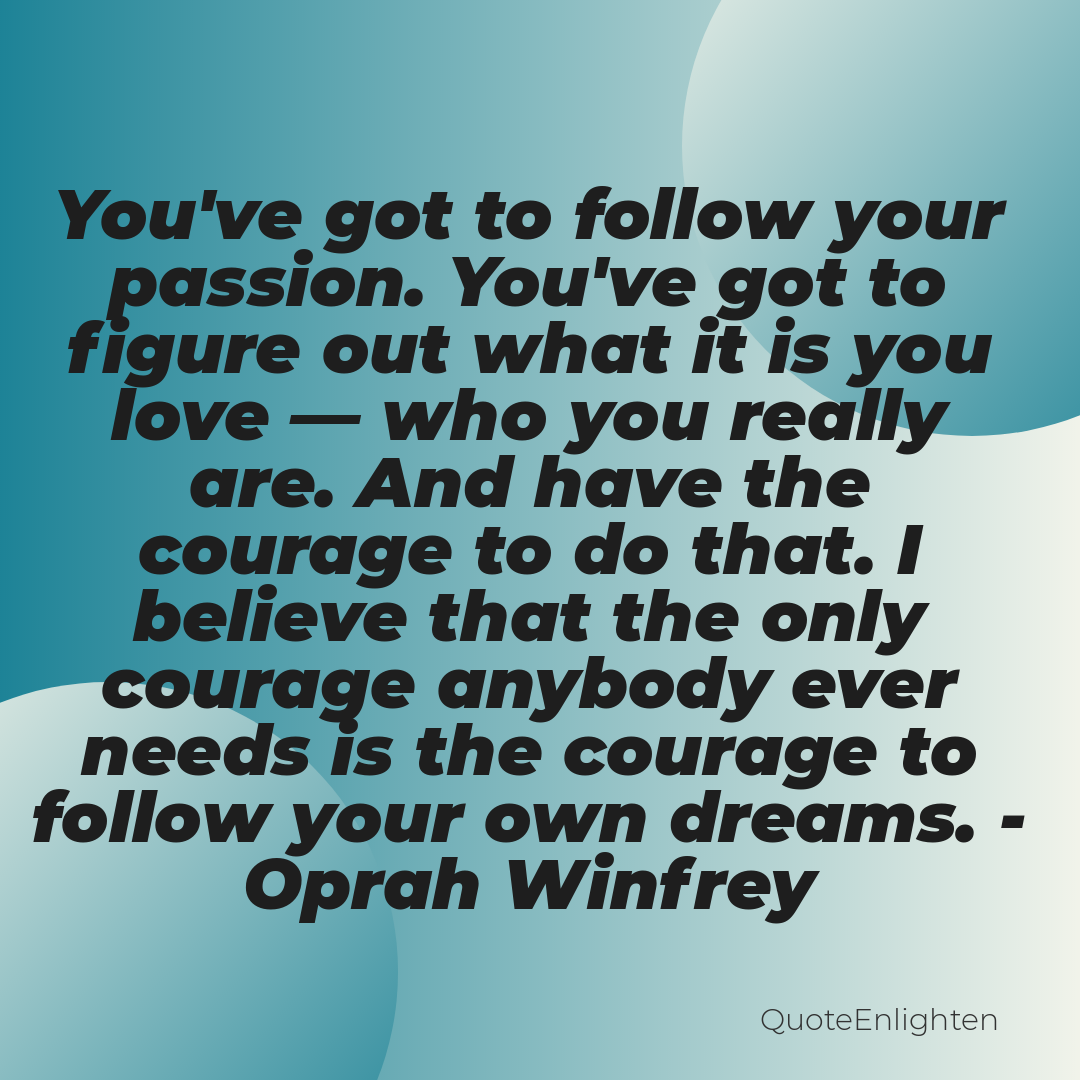 You've got to follow your
passion. You've got to
figure out what it is you
love — who you really
are. And have the
courage to do that. I
believe that the only
courage anybody ever
needs is the courage to
follow your own dreams. -
Oprah Winfrey
QuoteEnlighten